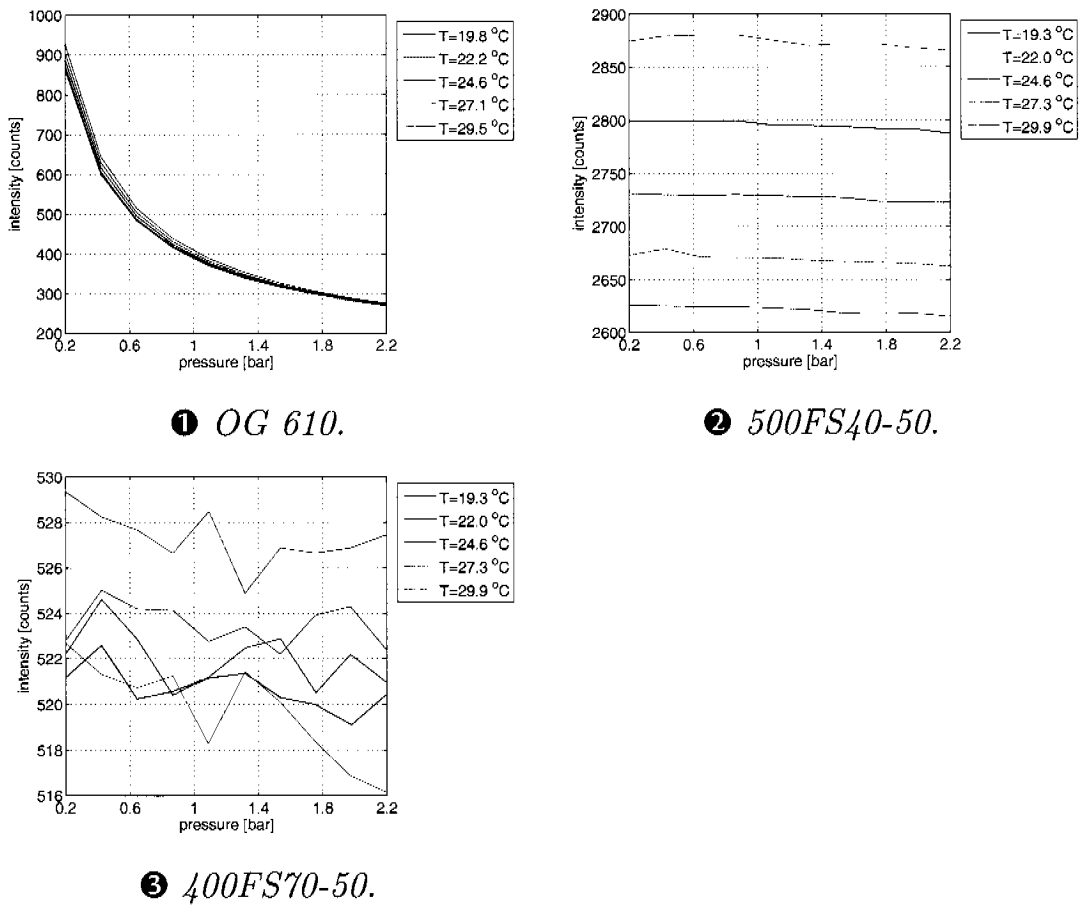 1000
900
800
700
600
500
400
300
200
intensity [counts]
0.2 0.6 1 1.4 1.8 2.2
pressure [bar]
T=19.8 °C
T=22.2 °C
T=24.6 °C
T=27.1 °C
T=29.5 °C
❶ OG 610.
2900
2850
2800
2750
2700
2650
2600
intensity [counts]
0.2 0.6 1 1.4 1.8 2.2
pressure [bar]
T=19.3 °C
T=22.0 °C
T=24.6 °C
T=27.3 °C
T=29.9 °C
❷ 500FS40-50.
530
528
526
524
522
520
518
516
intensity [counts]
0.2 0.6 1 1.4 1.8 2.2
pressure [bar]
T=19.3 °C
T=22.0 °C
T=24.6 °C
T=27.3 °C
T=29.9 °C
❸ 400FS70-50.